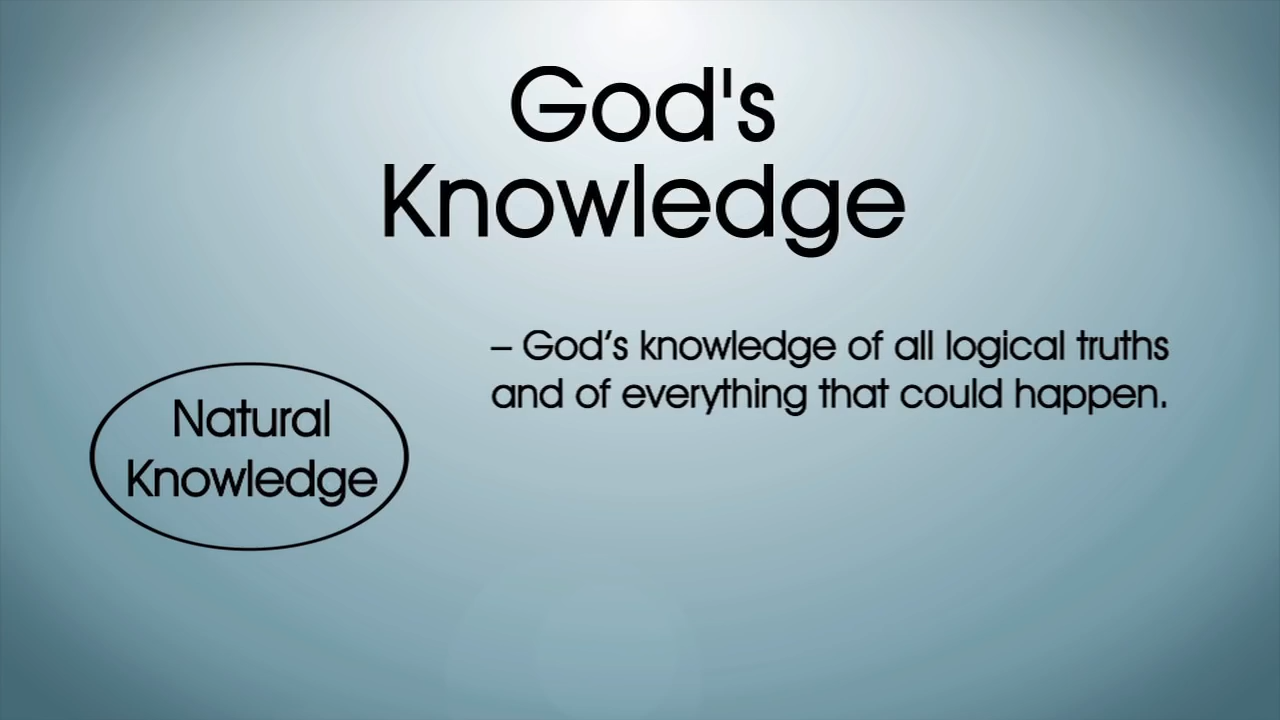 God's
Knowledge
– God’s knowledge of all logical truths
and of everything that could happen.
Natural
Knowledge